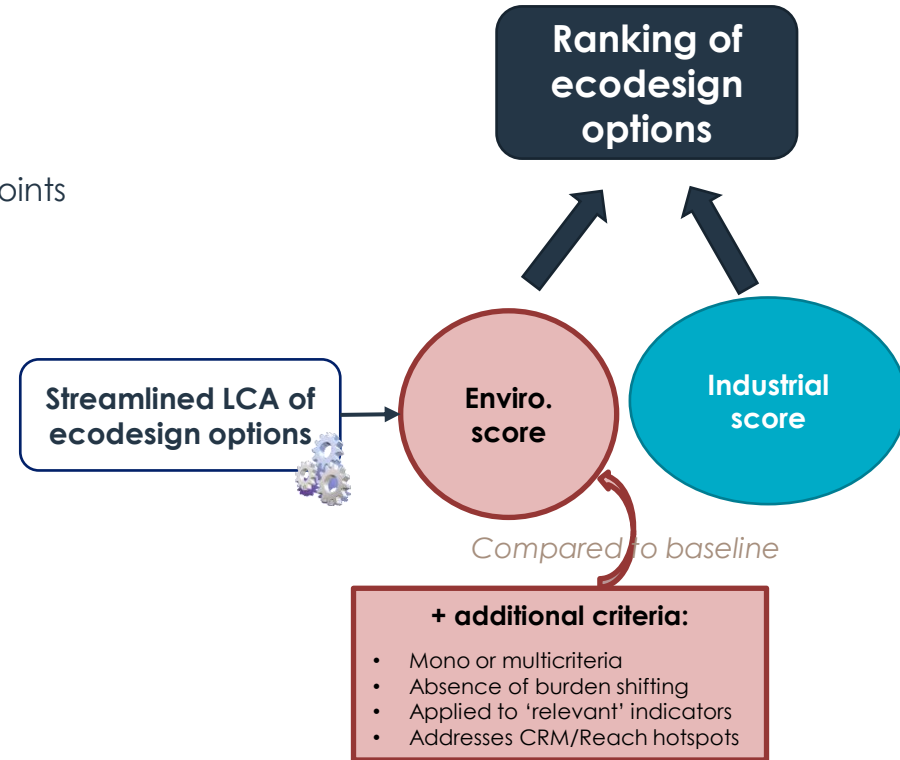 Ranking of
ecodesign
options
oints
Streamlined LCA of
ecodesign options
Enviro.
score
Industrial
score
Compared to baseline
+ additional criteria:
• Mono or multicriteria
• Absence of burden shifting
• Applied to ‘relevant’ indicators
• Addresses CRM/Reach hotspots